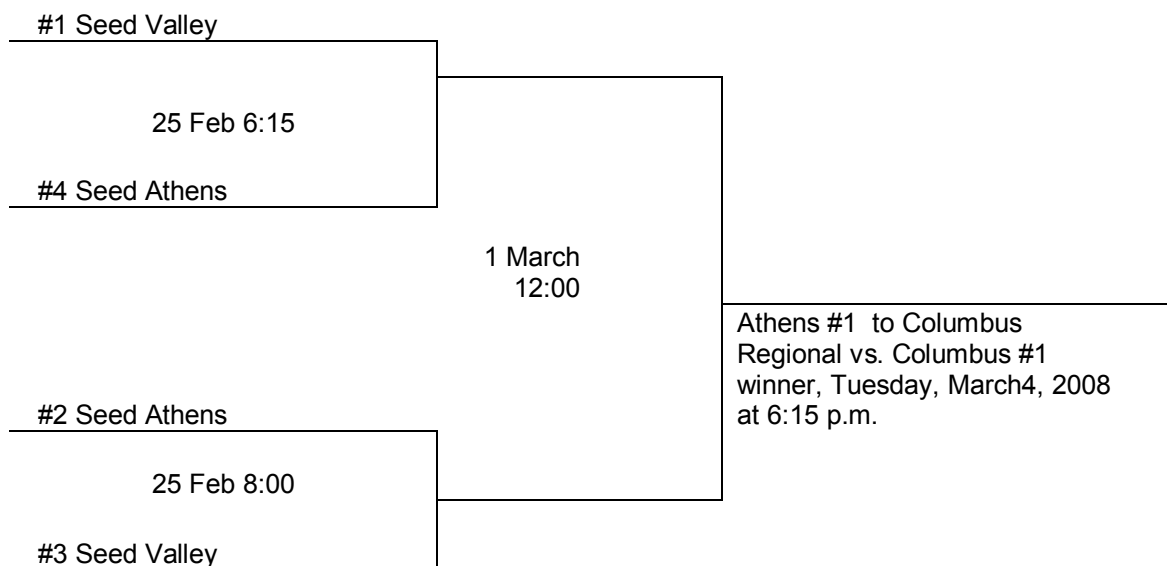 #1 Seed Valley
25 Feb 6:15
#4 Seed Athens
1 March
12:00
Athens #1 to Columbus
Regional vs. Columbus #1
winner, Tuesday, March4, 2008
at 6:15 p.m.
#2 Seed Athens
25 Feb 8:00
#3 Seed Valley